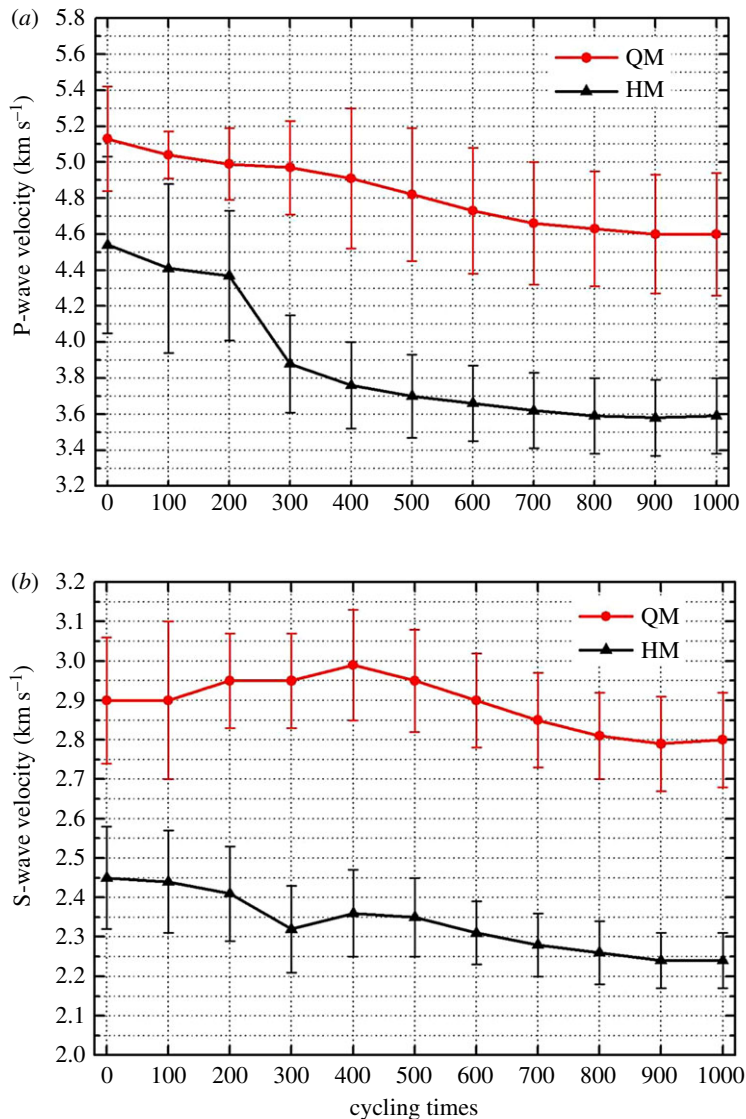 (a)
5.8
5.6
5.4
5.2
5.0
4.8
4.6
4.4
4.2
4.0
3.8
3.6
3.4
3.2
P-wave velocity (km s⁻¹)
QM
HM
0 100 200 300 400 500 600 700 800 900 1000
(b)
3.2
3.1
3.0
2.9
2.8
2.7
2.6
2.5
2.4
2.3
2.2
2.1
2.0
S-wave velocity (km s⁻¹)
QM
HM
0 100 200 300 400 500 600 700 800 900 1000
cycling times